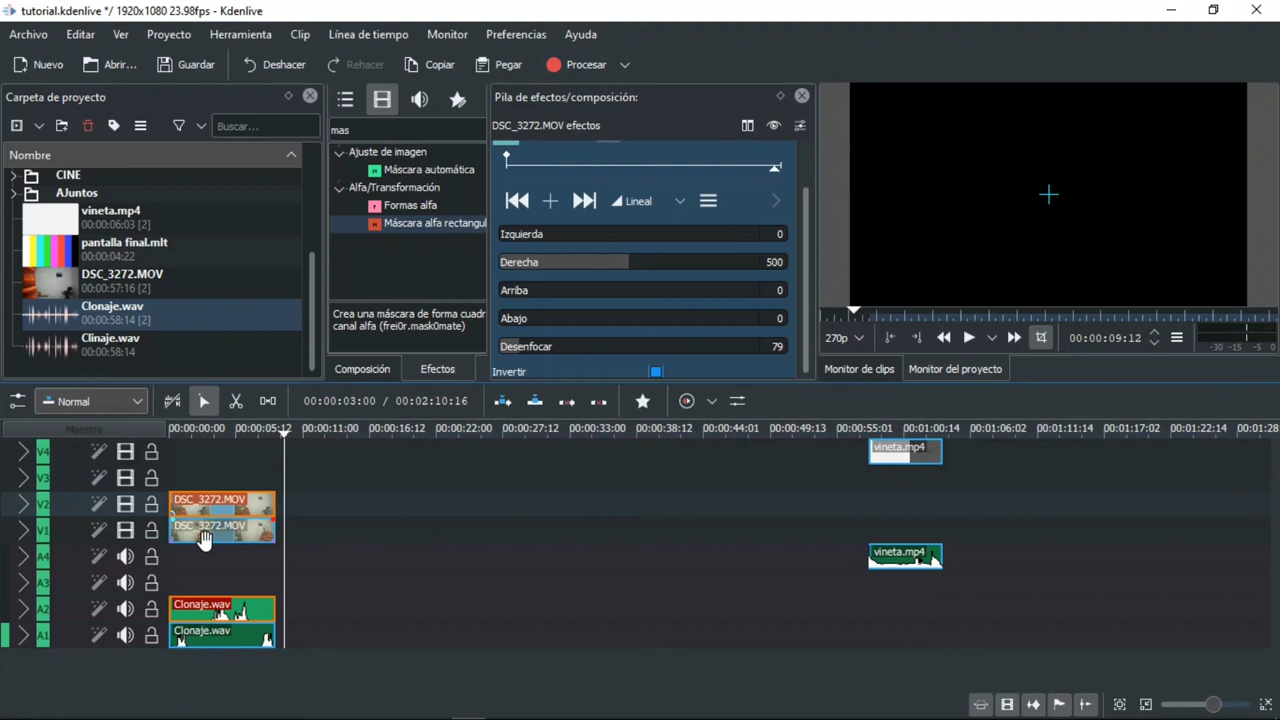 tutorial.kdenlive */ 1920x1080 23.98fps - Kdenlive
Archivo Editar Ver Proyecto Herramienta Clip Línea de tiempo Monitor Preferencias Ayuda
Nuevo Abrir... Guardar Deshacer Rehacer Copiar Pegar Procesar
Carpeta de proyecto
Buscar...
Nombre
CINE
AJuntos
vineta.mp4
00:00:06:03 [2]
pantalla final.mlt
00:00:04:22
DSC_3272.MOV
00:00:57:16 [2]
Clonaje.wav
00:00:58:14 [2]
Clinaje.wav
00:00:58:14
mas
Ajuste de imagen
Máscara automática
Alfa/Transformación
Formas alfa
Máscara alfa rectangul
Crea una máscara de forma cuadr
canal alfa (frei0r.mask0mate)
Composición Efectos
Pila de efectos/composición:
DSC_3272.MOV efectos
Lineal
Izquierda 0
Derecha 500
Arriba 0
Abajo 0
Desenfocar 79
Invertir
270p 00:00:09:12
-30 -15 -5 0
Monitor de clips Monitor del proyecto
Normal 00:00:03:00 / 00:02:10:16
Maestro 00:00:00:00 00:00:05:12 00:00:11:00 00:00:16:12 00:00:22:00 00:00:27:12 00:00:33:00 00:00:38:12 00:00:44:01 00:00:49:13 00:00:55:01 00:01:00:14 00:01:06:02 00:01:11:14 00:01:17:02 00:01:22:14 00:01:28:
V4 vineta.mp4
V3
V2 DSC_3272.MOV
V1 DSC_3272.MOV
A4 vineta.mp4
A3
A2 Clonaje.wav
A1 Clonaje.wav